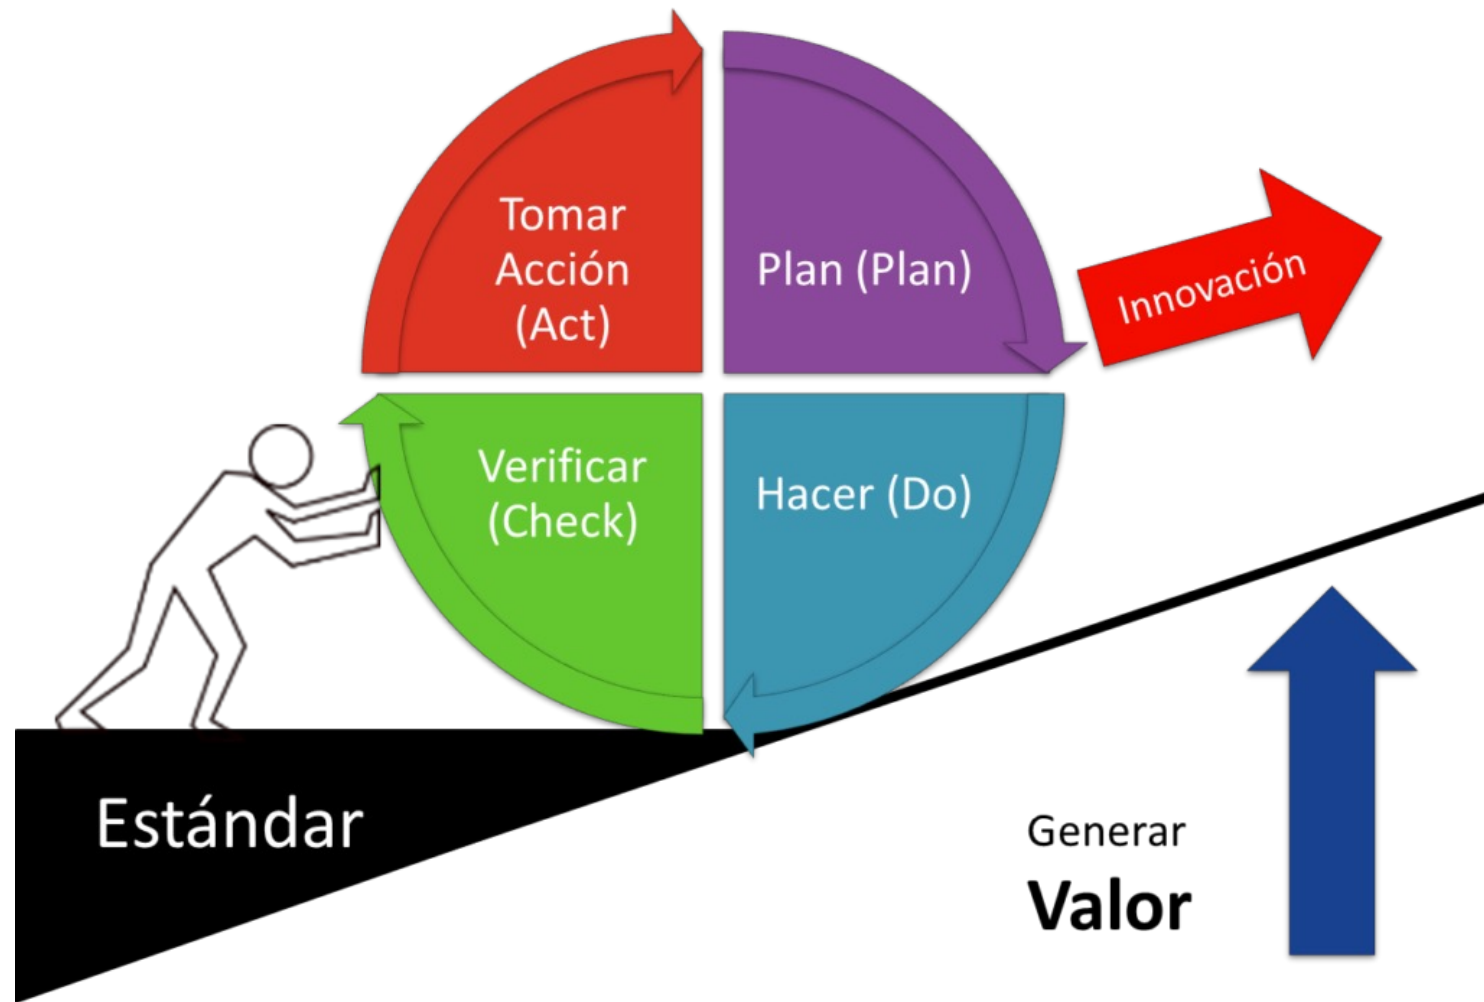 Tomar
Acción
(Act)
Plan (Plan)
Innovación
Verificar
(Check)
Hacer (Do)
Estándar
Generar
Valor